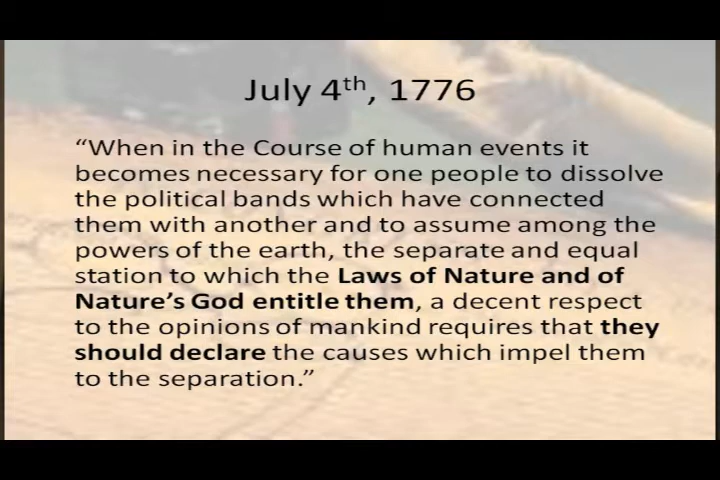 July 4th, 1776
“When in the Course of human events it
becomes necessary for one people to dissolve
the political bands which have connected
them with another and to assume among the
powers of the earth, the separate and equal
station to which the Laws of Nature and of
Nature’s God entitle them, a decent respect
to the opinions of mankind requires that they
should declare the causes which impel them
to the separation.”